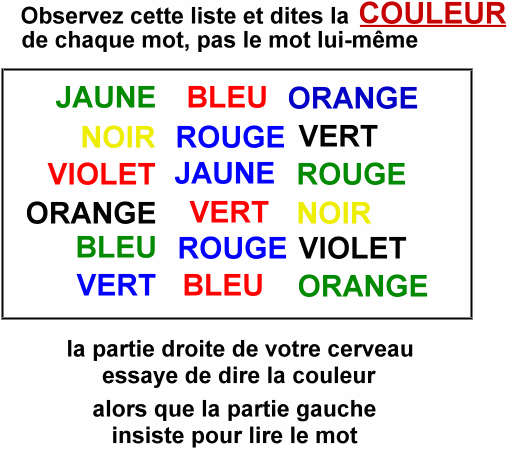 Observez cette liste et dites la COULEUR
de chaque mot, pas le mot lui-même
JAUNE BLEU ORANGE
NOIR ROUGE VERT
VIOLET JAUNE ROUGE
ORANGE VERT NOIR
BLEU ROUGE VIOLET
VERT BLEU ORANGE
la partie droite de votre cerveau
essaye de dire la couleur
alors que la partie gauche
insiste pour lire le mot